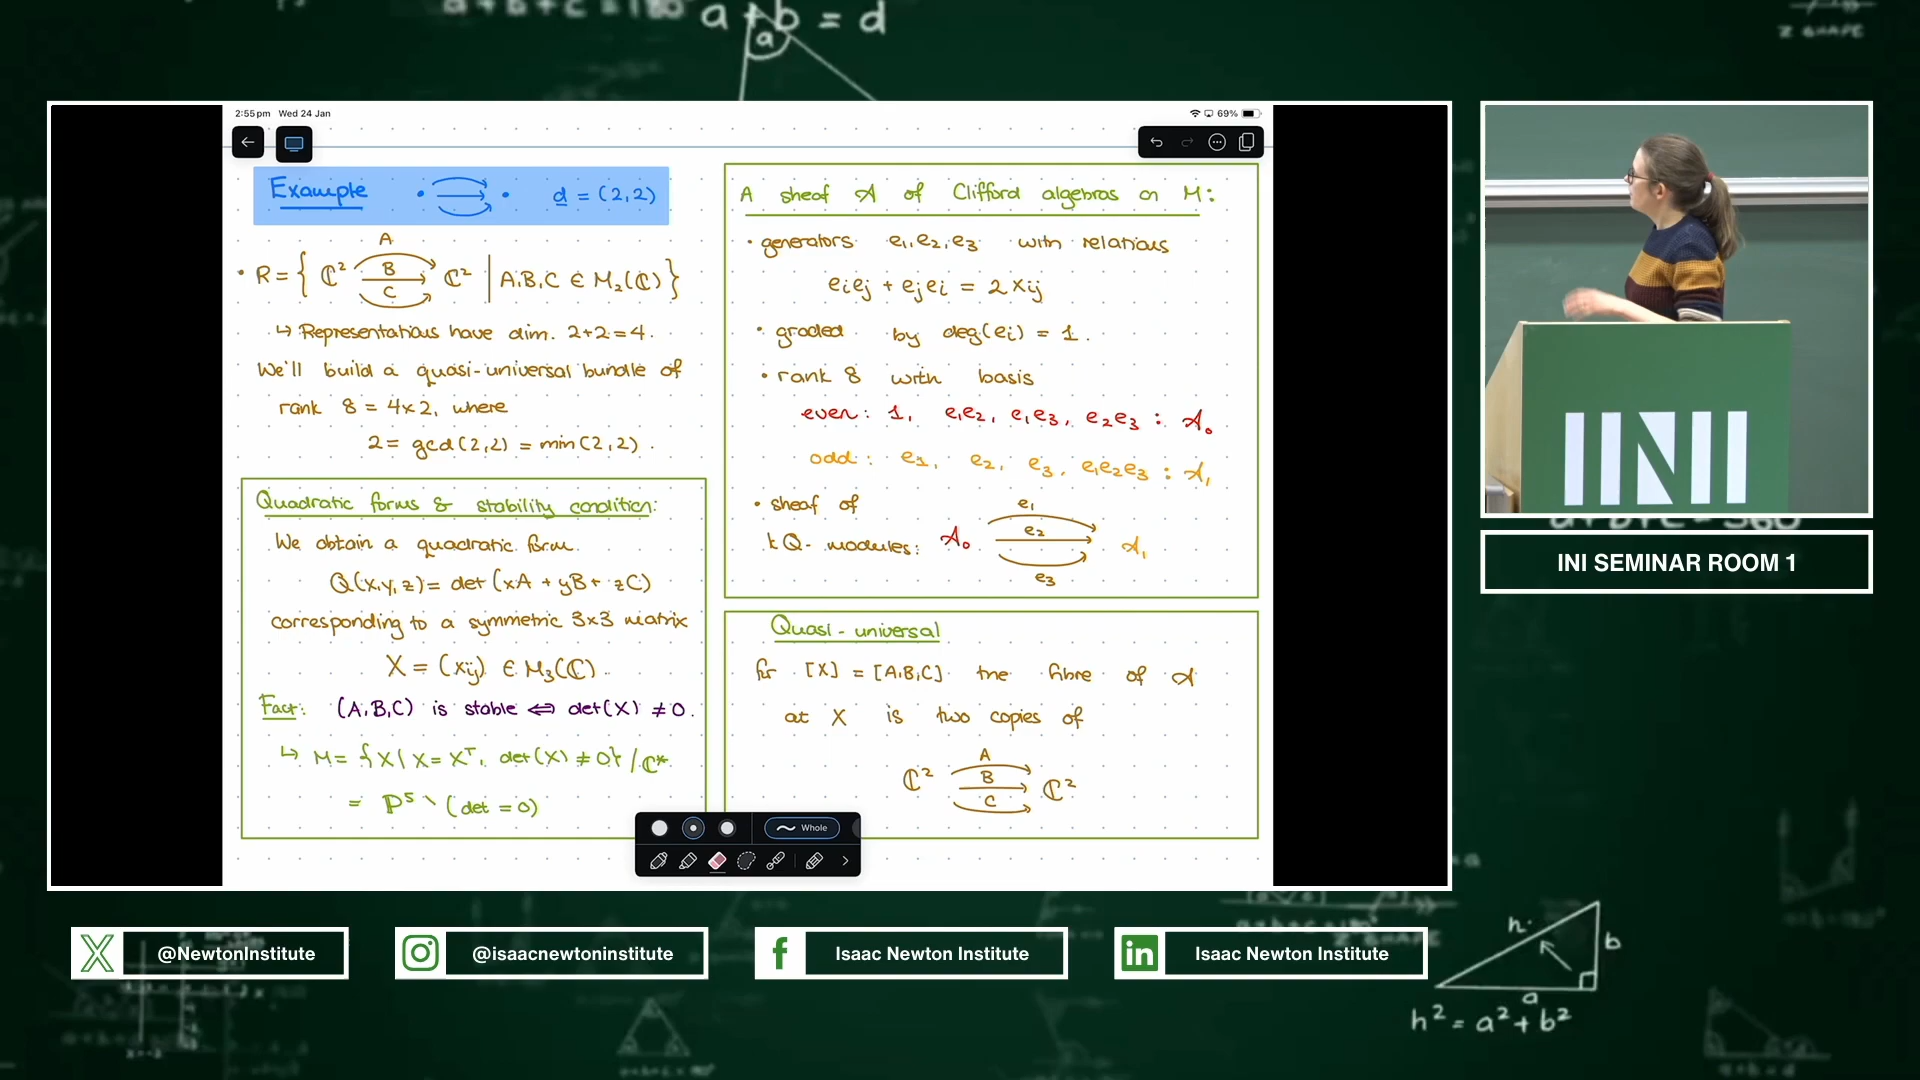 a+b+c=180°
a+b = d
a
Z SHAPE
2:55 pm Wed 24 Jan
69%
Example d = (2,2)
A
• R = { ℂ² B ℂ² | A,B,C ∈ M₂(ℂ) }
C
↳ Representations have dim. 2+2=4.
We'll build a quasi-universal bundle of
rank 8 = 4x2, where
2 = gcd(2,2) = min(2,2).
Quadratic forms & stability condition:
We obtain a quadratic form
Q(x,y,z) = det(xA + yB + zC)
corresponding to a symmetric 3x3 matrix
X = (xij) ∈ M₃(ℂ).
Fact: (A,B,C) is stable ⇔ det(X) ≠ 0.
↳ M = {X | X = Xᵀ, det(X) ≠ 0} / ℂ*
= ℙ⁵ \ (det = 0)
A sheaf 𝒜 of Clifford algebras on M:
• generators e₁,e₂,e₃ with relations
eiej + ejei = 2xij
• graded by deg(ei) = 1.
• rank 8 with basis
even: 1, e₁e₂, e₁e₃, e₂e₃ : 𝒜₀
odd: e₁, e₂, e₃, e₁e₂e₃ : 𝒜₁
• sheaf of e₁
kQ-modules: 𝒜₀ e₂ 𝒜₁
e₃
Quasi-universal
for [X] = [A,B,C] the fibre of 𝒜
at X is two copies of
A
ℂ² B ℂ²
C
Whole
INI
INI SEMINAR ROOM 1
@NewtonInstitute
@isaacnewtoninstitute
Isaac Newton Institute
Isaac Newton Institute
h
b
a
h² = a² + b²